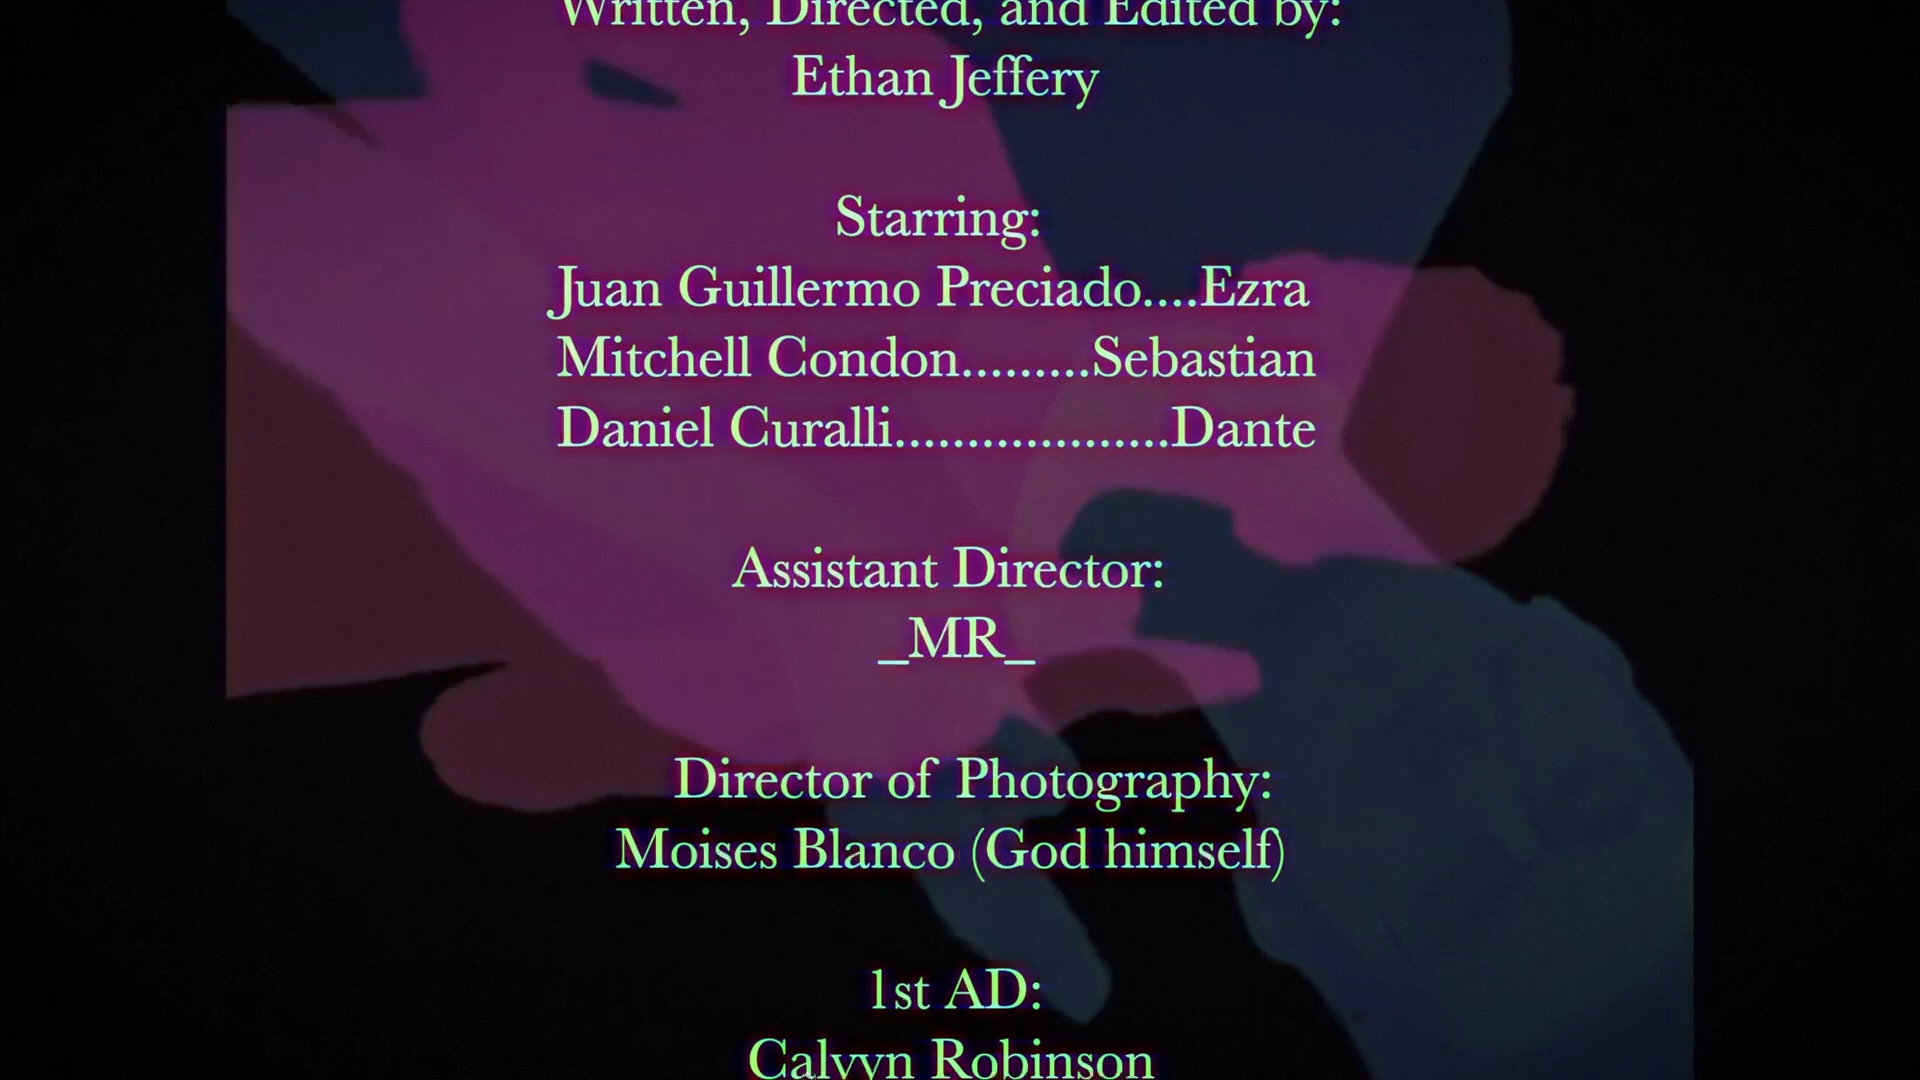 Written, Directed, and Edited by:
Ethan Jeffery
Starring:
Juan Guillermo Preciado....Ezra
Mitchell Condon.........Sebastian
Daniel Curalli...................Dante
Assistant Director:
_MR_
Director of Photography:
Moises Blanco (God himself)
1st AD:
Calvyn Robinson